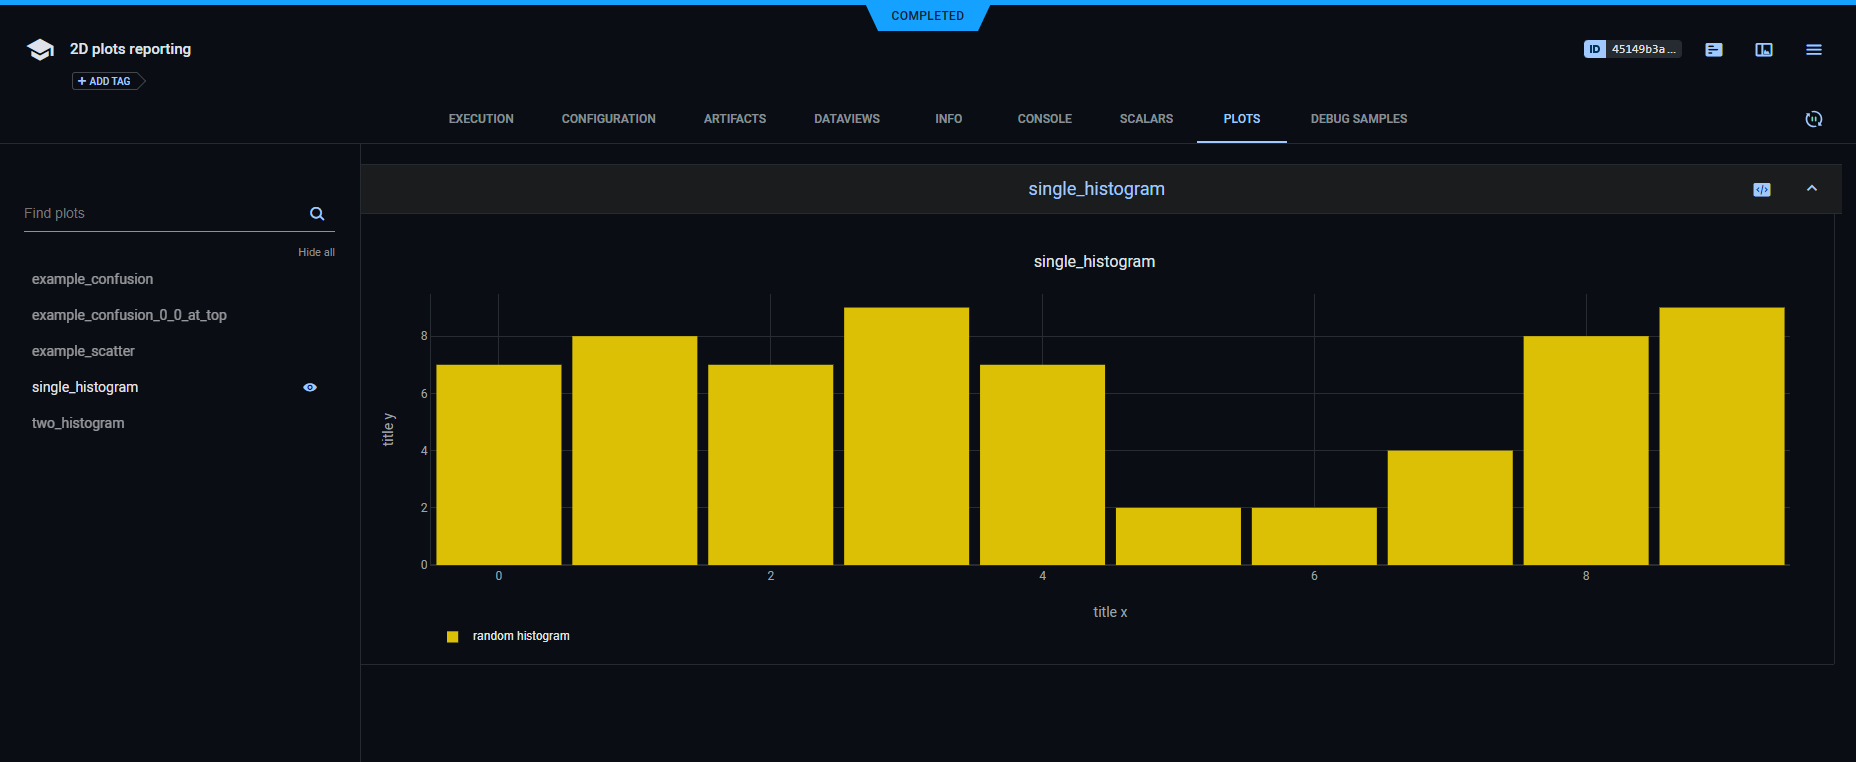 COMPLETED
2D plots reporting
ID 45149b3a...
+ ADD TAG
EXECUTION CONFIGURATION ARTIFACTS DATAVIEWS INFO CONSOLE SCALARS PLOTS DEBUG SAMPLES
Find plots
Hide all
example_confusion
example_confusion_0_0_at_top
example_scatter
single_histogram
two_histogram
single_histogram
single_histogram
title y
8
6
4
2
0
0 2 4 6 8
title x
random histogram